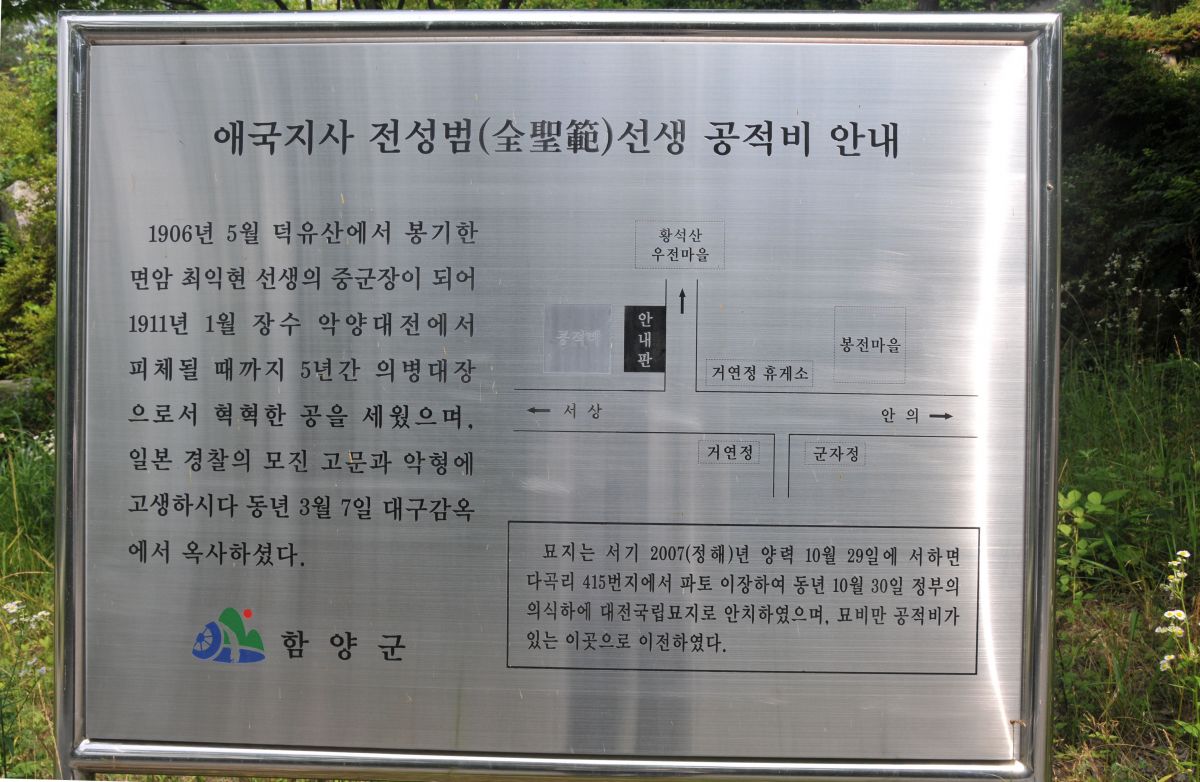 애국지사 전성범(全聖範)선생 공적비 안내
1906년 5월 덕유산에서 봉기한
면암 최익현 선생의 중군장이 되어
1911년 1월 장수 악양대전에서
피체될 때까지 5년간 의병대장
으로서 혁혁한 공을 세웠으며,
일본 경찰의 모진 고문과 악형에
고생하시다 동년 3월 7일 대구감옥
에서 옥사하셨다.
함양군
황석산
우전마을
공적비
안내판
봉전마을
거연정 휴게소
← 서상
안의 →
거연정
군자정
묘지는 서기 2007(정해)년 양력 10월 29일에 서하면
다곡리 415번지에서 파토 이장하여 동년 10월 30일 정부의
의식하에 대전국립묘지로 안치하였으며, 묘비만 공적비가
있는 이곳으로 이전하였다.